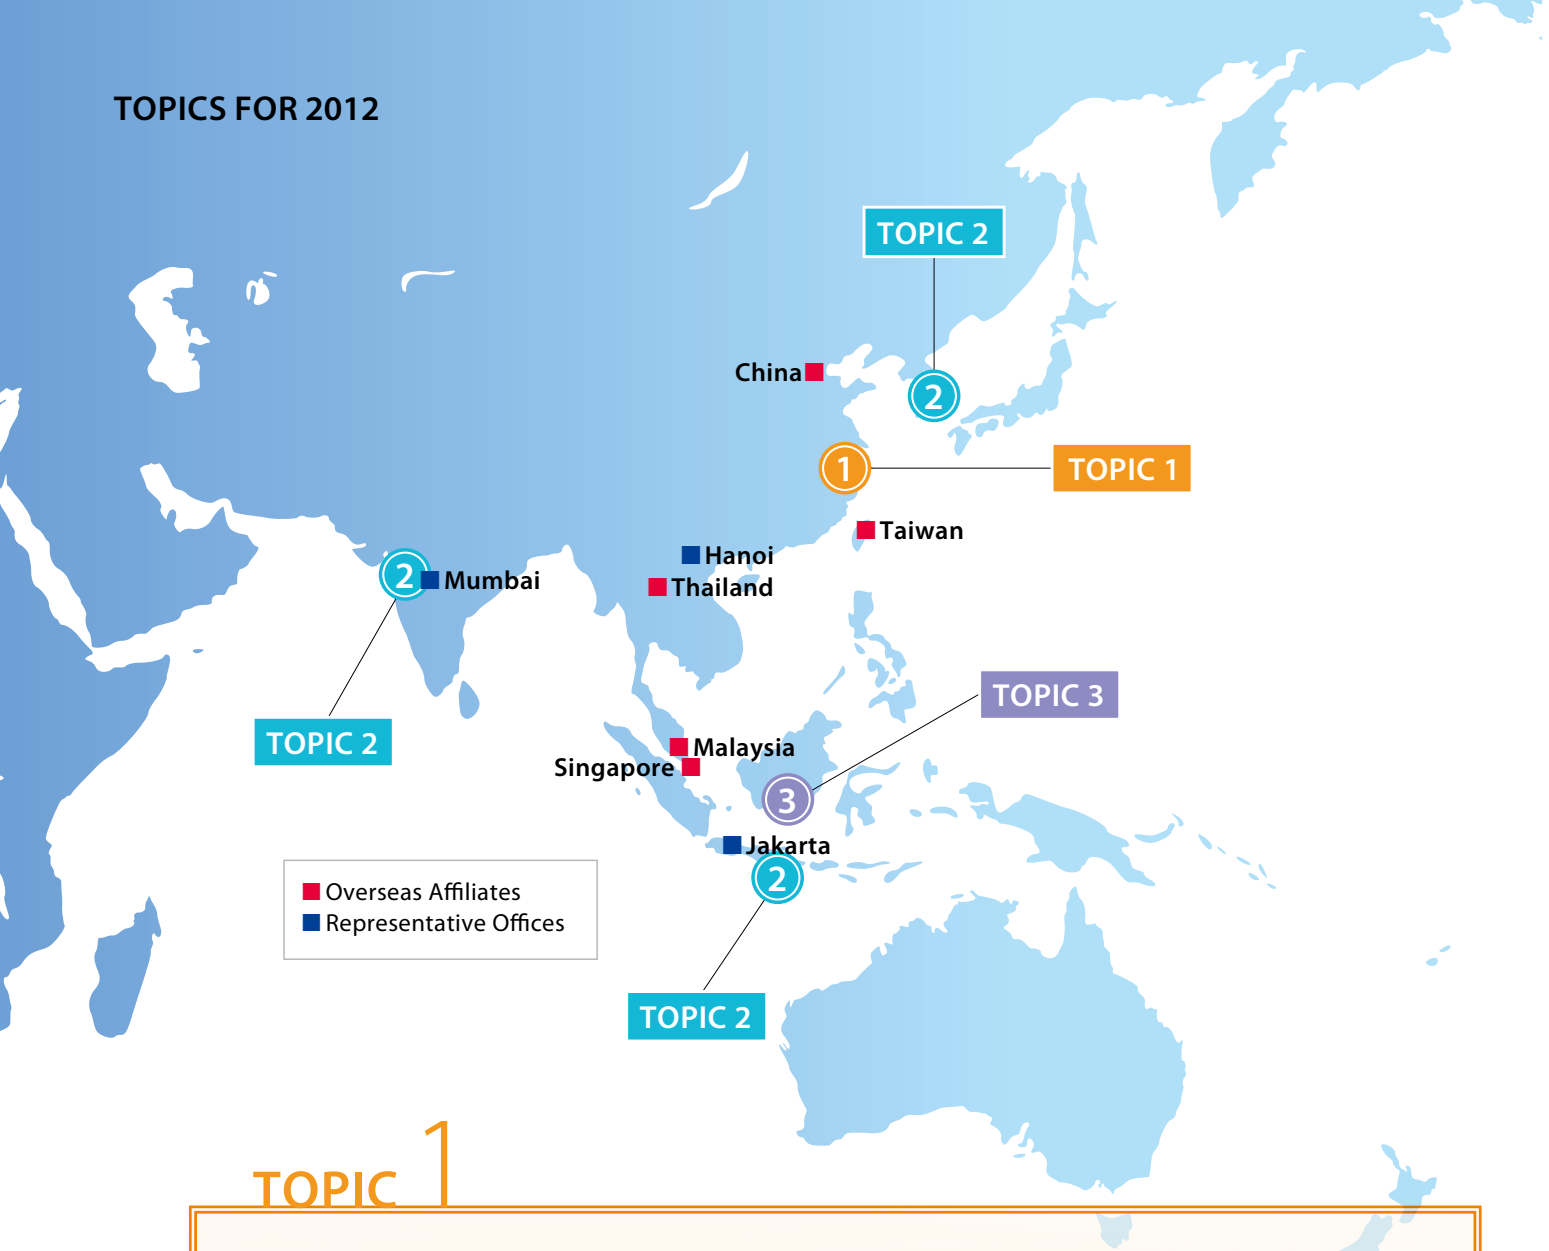 TOPICS FOR 2012
TOPIC 2
China
2
1
TOPIC 1
Taiwan
Hanoi
2
Mumbai
Thailand
TOPIC 3
TOPIC 2
Malaysia
Singapore
3
Jakarta
2
Overseas Affiliates
Representative Offices
TOPIC 2
TOPIC 1